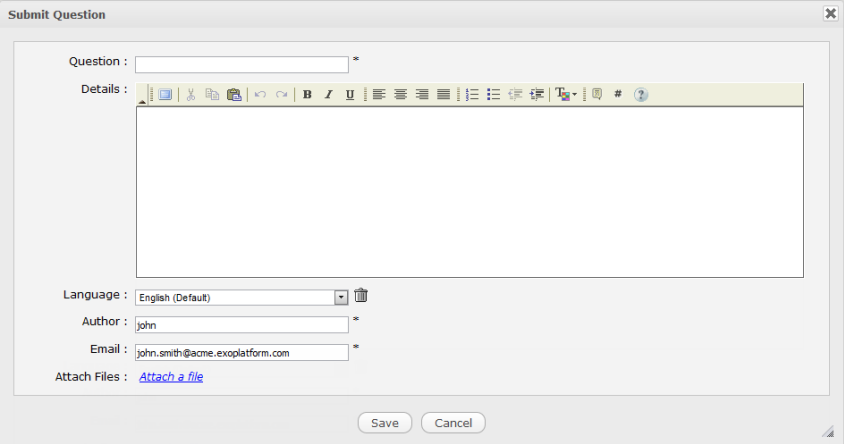 Submit Question
Question : *
Details :
B I U # ?
Language : English (Default)
Author : john *
Email : john.smith@acme.exoplatform.com *
Attach Files : Attach a file
Save Cancel